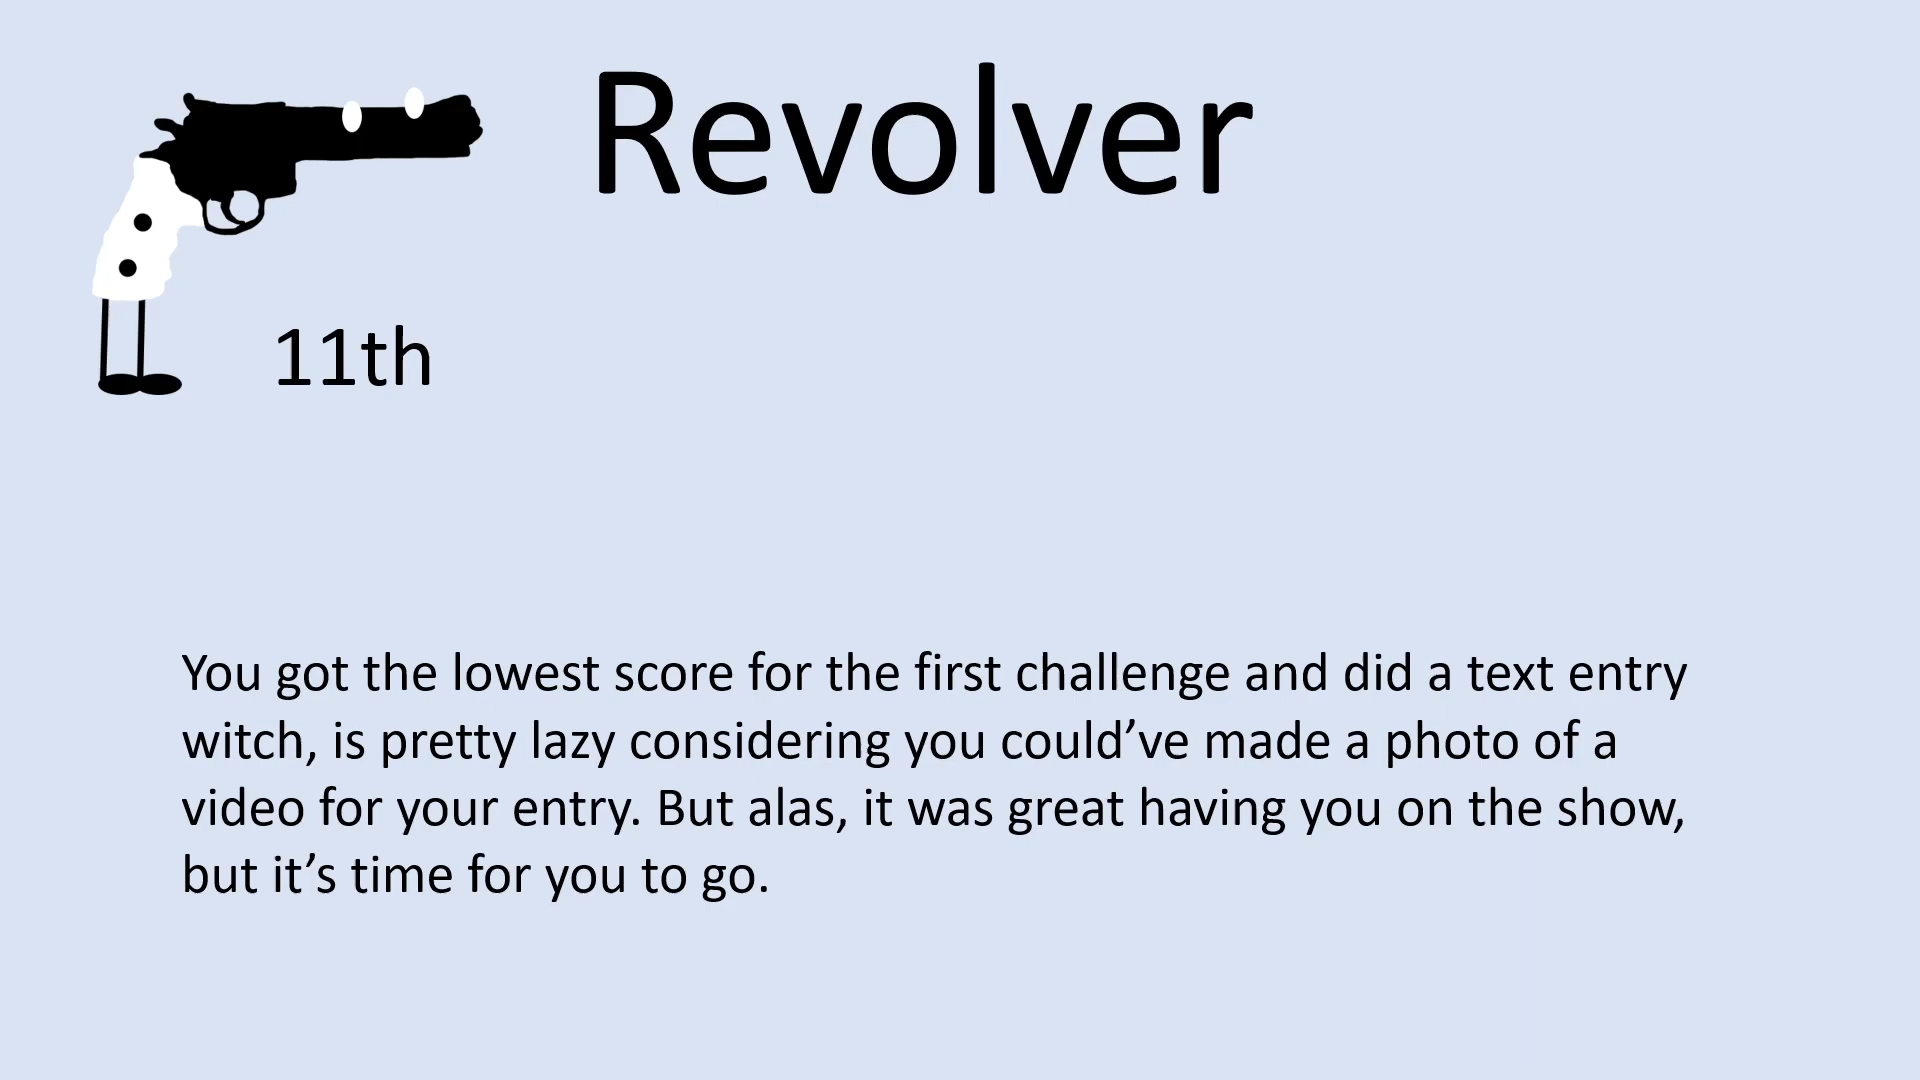 Revolver
11th
You got the lowest score for the first challenge and did a text entry
witch, is pretty lazy considering you could’ve made a photo of a
video for your entry. But alas, it was great having you on the show,
but it’s time for you to go.